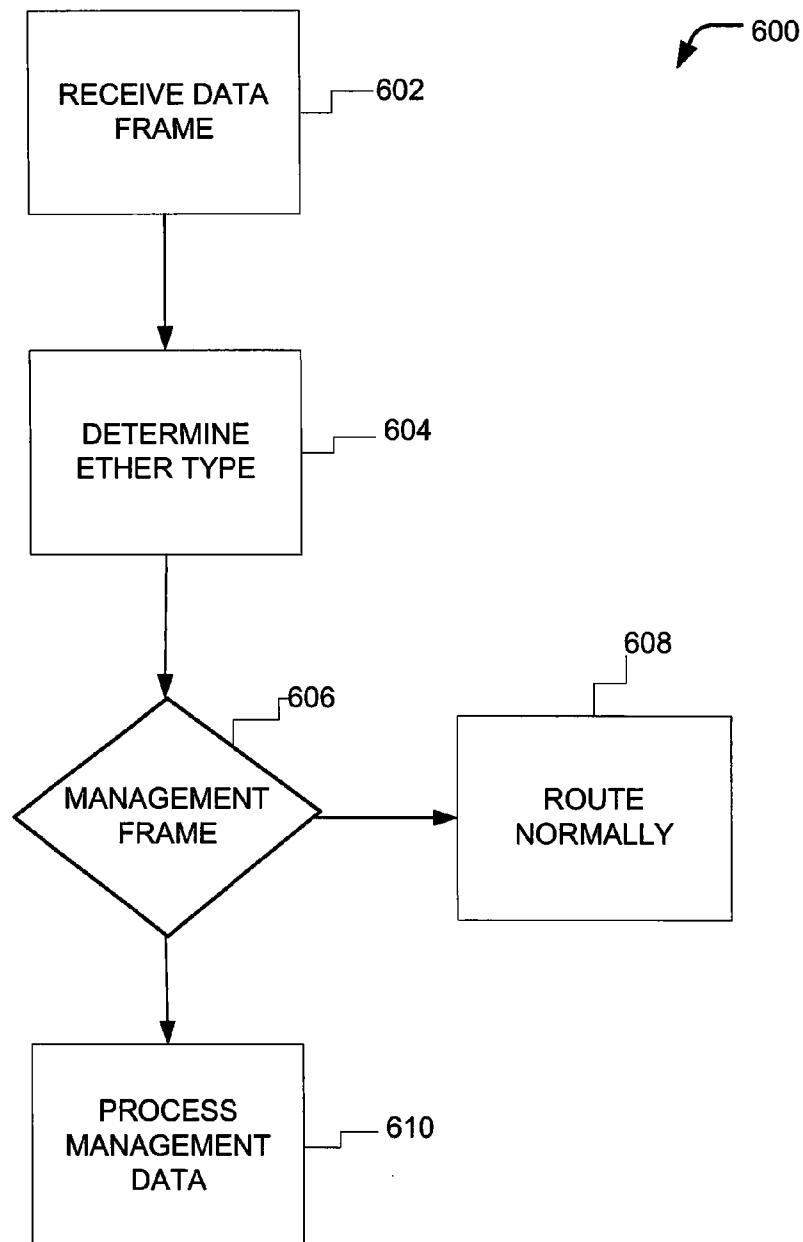 600
RECEIVE DATA
FRAME
602
DETERMINE
ETHER TYPE
604
606
MANAGEMENT
FRAME
608
ROUTE
NORMALLY
PROCESS
MANAGEMENT
DATA
610